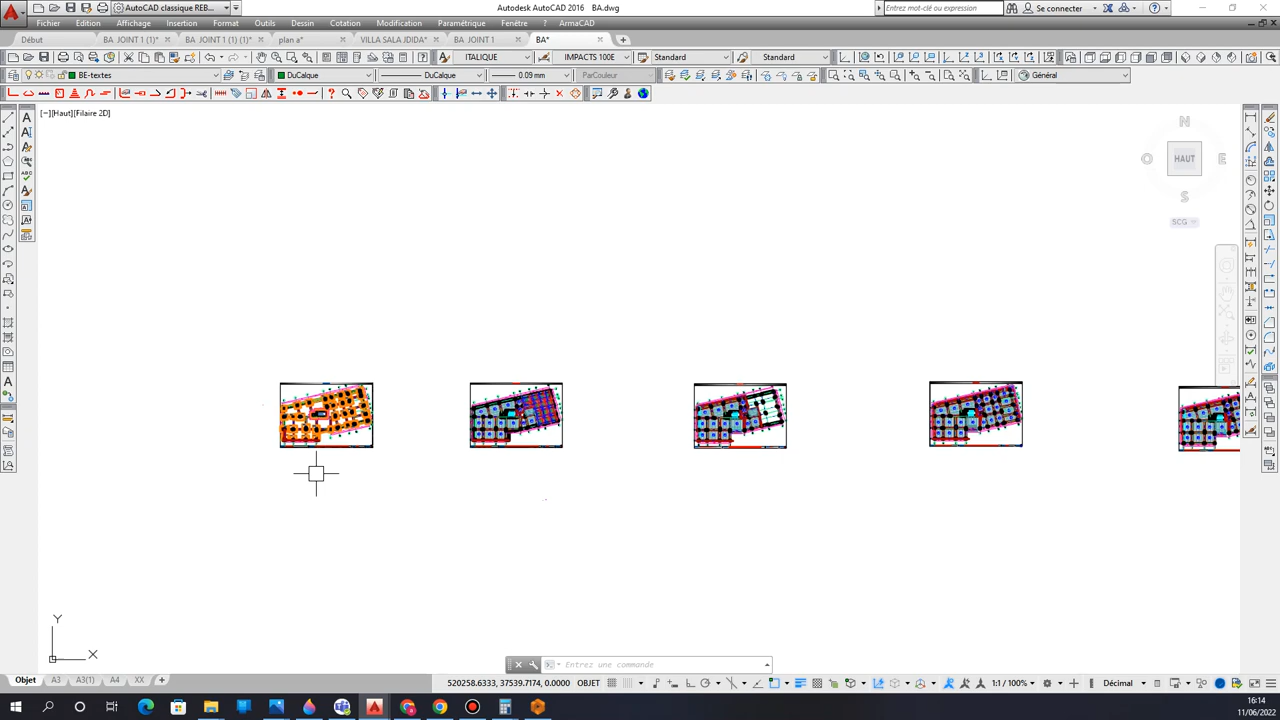 AutoCAD classique REB...
Autodesk AutoCAD 2016 BA.dwg
Entrez mot-clé ou expression
Se connecter
Fichier Edition Affichage Insertion Format Outils Dessin Cotation Modification Paramétrique Fenêtre ? ArmaCAD
Début BA JOINT 1 (1)* BA JOINT 1 (1) (1)* plan a* VILLA SALA JDIDA* BA JOINT 1 BA*
ITALIQUE IMPACTS 100E Standard Standard
BE-textes DuCalque DuCalque 0.09 mm ParCouleur Général
[−][Haut][Filaire 2D]
N
O HAUT E
S
SCG
Y
X
Entrez une commande
Objet A3 A3(1) A4 XX
520258.6333, 37539.7174, 0.0000 OBJET
1:1 / 100% Décimal
16:14
11/06/2022